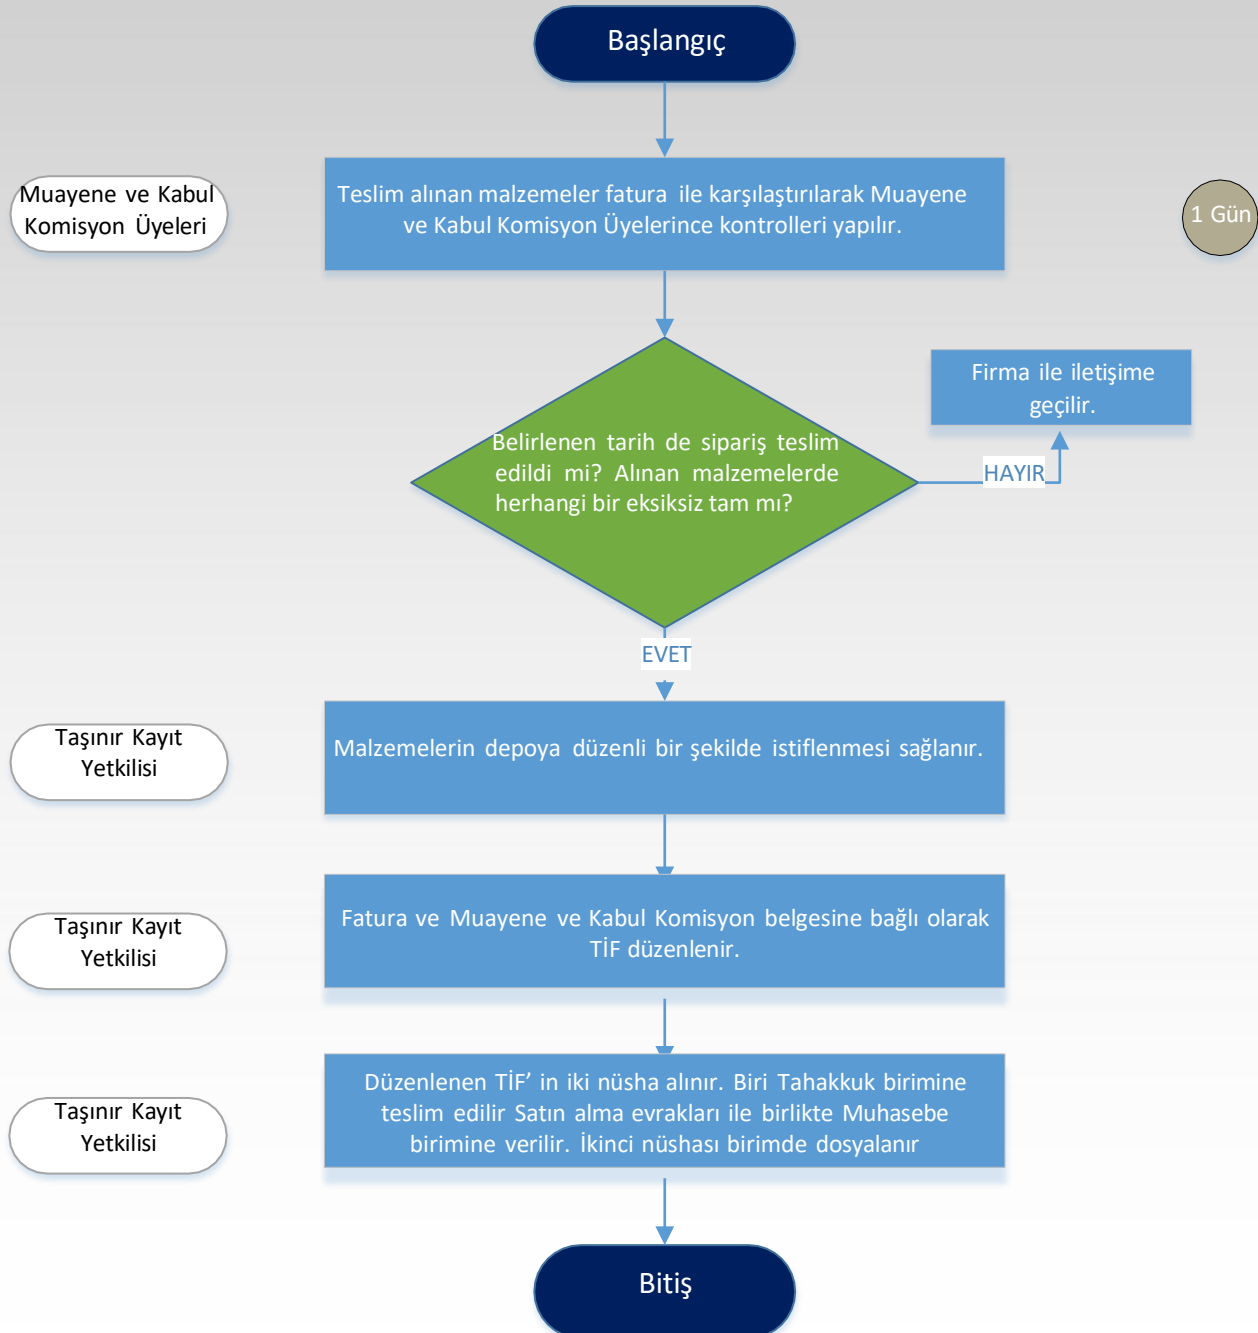 Başlangıç
Muayene ve Kabul
Komisyon Üyeleri
Teslim alınan malzemeler fatura ile karşılaştırılarak Muayene
ve Kabul Komisyon Üyelerince kontrolleri yapılır.
1 Gün
Firma ile iletişime
geçilir.
Belirlenen tarih de sipariş teslim
edildi mi? Alınan malzemelerde
herhangi bir eksiksiz tam mı?
HAYIR
EVET
Taşınır Kayıt
Yetkilisi
Malzemelerin depoya düzenli bir şekilde istiflenmesi sağlanır.
Taşınır Kayıt
Yetkilisi
Fatura ve Muayene ve Kabul Komisyon belgesine bağlı olarak
TİF düzenlenir.
Taşınır Kayıt
Yetkilisi
Düzenlenen TİF’ in iki nüsha alınır. Biri Tahakkuk birimine
teslim edilir Satın alma evrakları ile birlikte Muhasebe
birimine verilir. İkinci nüshası birimde dosyalanır
Bitiş